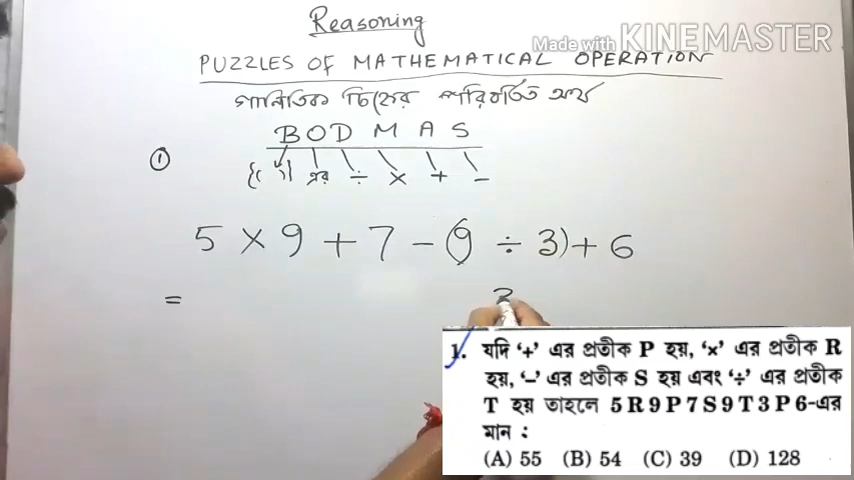 Reasoning
Made with KINEMASTER
PUZZLES OF MATHEMATICAL OPERATION
গাণিতিক চিহ্নের পরিবর্তিত অর্থ
BODMAS
①
{( )} এর ÷ × + −
5 × 9 + 7 − (9 ÷ 3) + 6
= 3
1. যদি ‘+’ এর প্রতীক P হয়, ‘×’ এর প্রতীক R
হয়, ‘–’ এর প্রতীক S হয় এবং ‘÷’ এর প্রতীক
T হয় তাহলে 5 R 9 P 7 S 9 T 3 P 6-এর
মান :
(A) 55 (B) 54 (C) 39 (D) 128